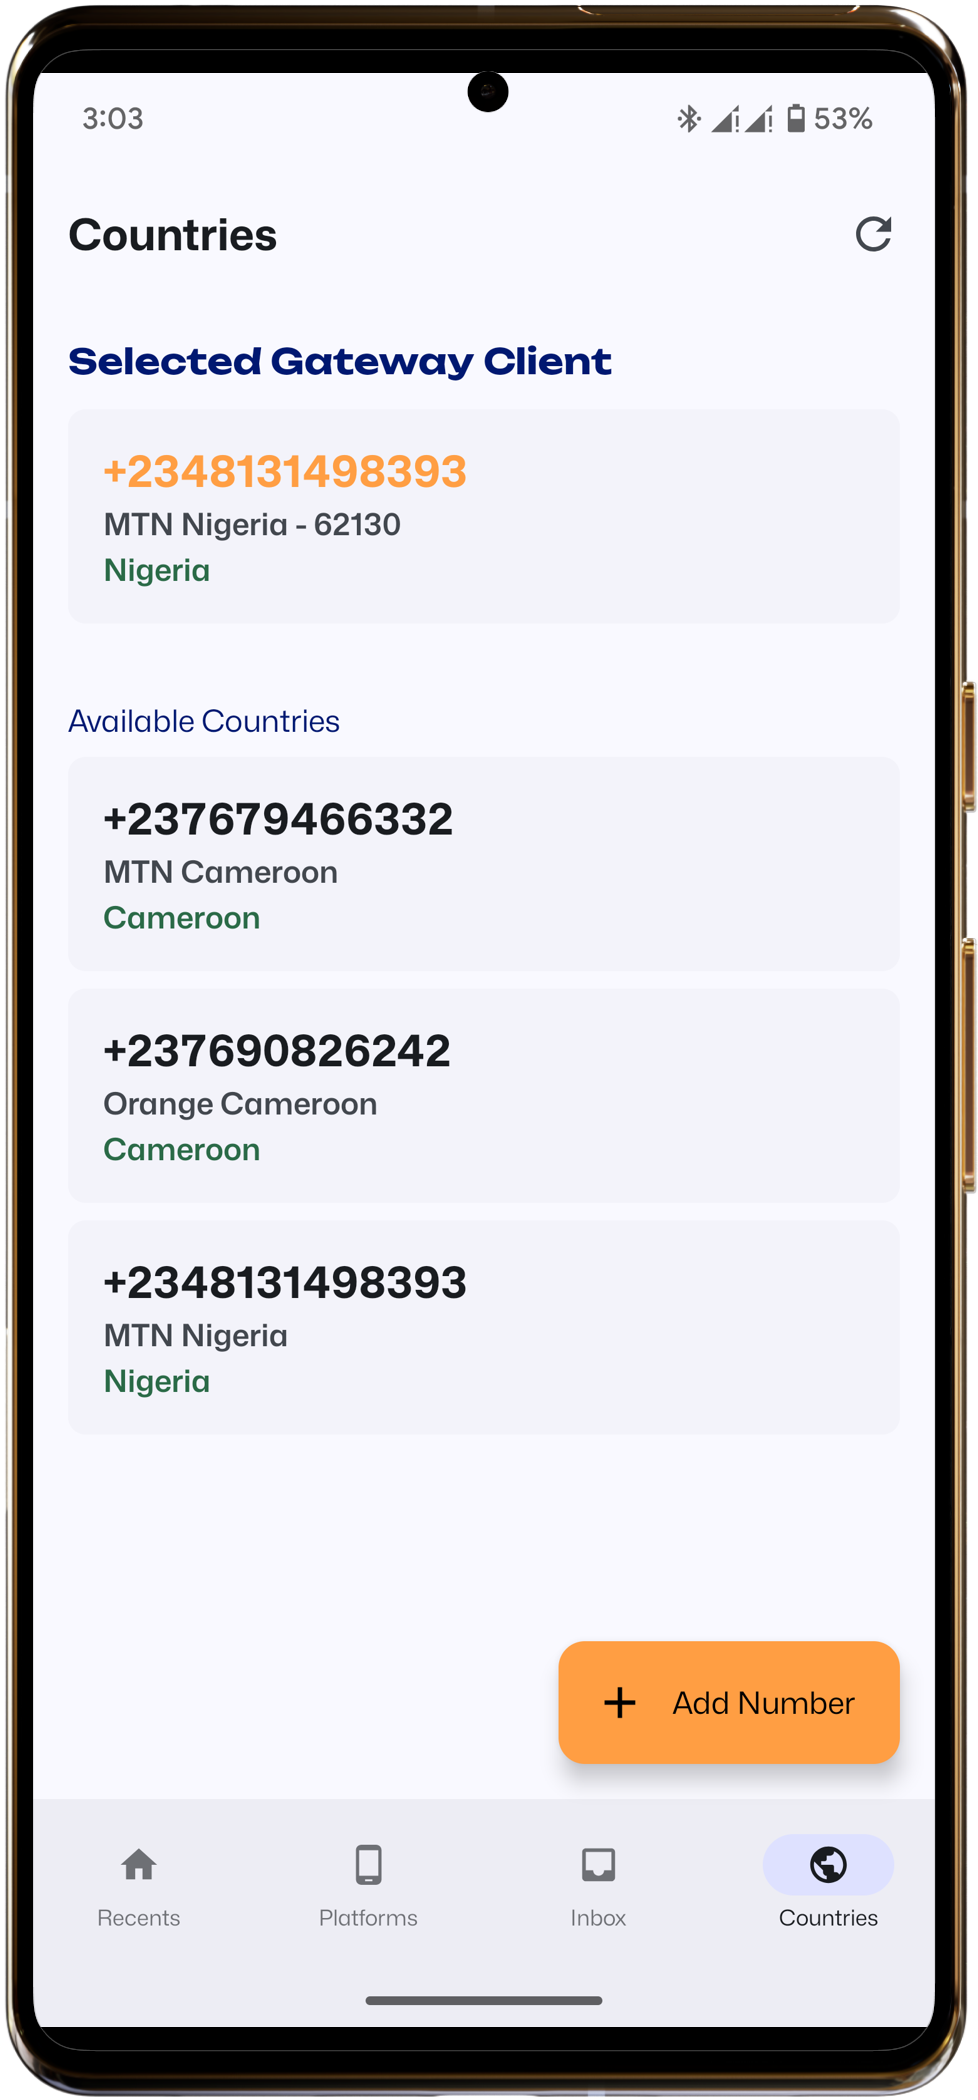 3:03
53%
Countries
Selected Gateway Client
+2348131498393
MTN Nigeria - 62130
Nigeria
Available Countries
+237679466332
MTN Cameroon
Cameroon
+237690826242
Orange Cameroon
Cameroon
+2348131498393
MTN Nigeria
Nigeria
+ Add Number
Recents
Platforms
Inbox
Countries